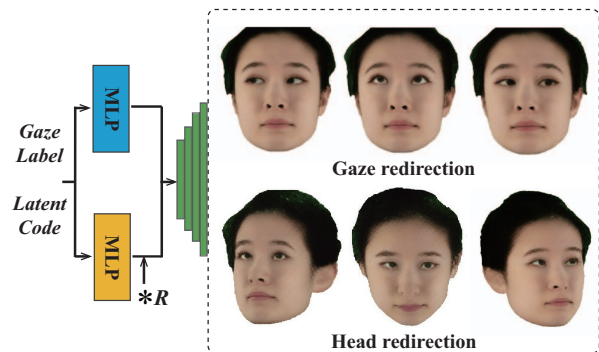 MLP
Gaze
Label
Latent
Code
MLP
*R
Gaze redirection
Head redirection